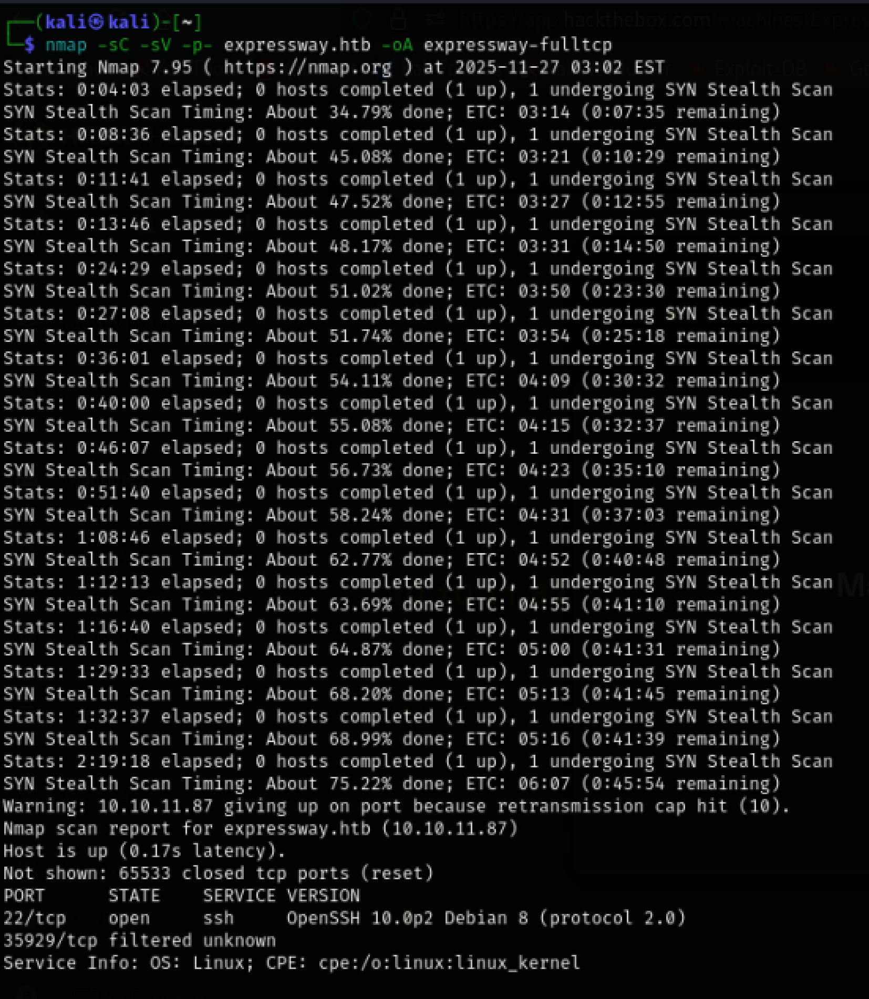 https://app.hackthebox.com/machines/Expres
┌──(kali㉿kali)-[~]
└─$ nmap -sC -sV -p- expressway.htb -oA expressway-fulltcp
Starting Nmap 7.95 ( https://nmap.org ) at 2025-11-27 03:02 EST
Exploit-DB
Stats: 0:04:03 elapsed; 0 hosts completed (1 up), 1 undergoing SYN Stealth Scan
SYN Stealth Scan Timing: About 34.79% done; ETC: 03:14 (0:07:35 remaining)
Stats: 0:08:36 elapsed; 0 hosts completed (1 up), 1 undergoing SYN Stealth Scan
SYN Stealth Scan Timing: About 45.08% done; ETC: 03:21 (0:10:29 remaining)
Stats: 0:11:41 elapsed; 0 hosts completed (1 up), 1 undergoing SYN Stealth Scan
SYN Stealth Scan Timing: About 47.52% done; ETC: 03:27 (0:12:55 remaining)
Stats: 0:13:46 elapsed; 0 hosts completed (1 up), 1 undergoing SYN Stealth Scan
SYN Stealth Scan Timing: About 48.17% done; ETC: 03:31 (0:14:50 remaining)
Stats: 0:24:29 elapsed; 0 hosts completed (1 up), 1 undergoing SYN Stealth Scan
SYN Stealth Scan Timing: About 51.02% done; ETC: 03:50 (0:23:30 remaining)
Stats: 0:27:08 elapsed; 0 hosts completed (1 up), 1 undergoing SYN Stealth Scan
SYN Stealth Scan Timing: About 51.74% done; ETC: 03:54 (0:25:18 remaining)
Stats: 0:36:01 elapsed; 0 hosts completed (1 up), 1 undergoing SYN Stealth Scan
SYN Stealth Scan Timing: About 54.11% done; ETC: 04:09 (0:30:32 remaining)
Stats: 0:40:00 elapsed; 0 hosts completed (1 up), 1 undergoing SYN Stealth Scan
SYN Stealth Scan Timing: About 55.08% done; ETC: 04:15 (0:32:37 remaining)
Stats: 0:46:07 elapsed; 0 hosts completed (1 up), 1 undergoing SYN Stealth Scan
SYN Stealth Scan Timing: About 56.73% done; ETC: 04:23 (0:35:10 remaining)
Stats: 0:51:40 elapsed; 0 hosts completed (1 up), 1 undergoing SYN Stealth Scan
SYN Stealth Scan Timing: About 58.24% done; ETC: 04:31 (0:37:03 remaining)
Stats: 1:08:46 elapsed; 0 hosts completed (1 up), 1 undergoing SYN Stealth Scan
SYN Stealth Scan Timing: About 62.77% done; ETC: 04:52 (0:40:48 remaining)
Stats: 1:12:13 elapsed; 0 hosts completed (1 up), 1 undergoing SYN Stealth Scan
SYN Stealth Scan Timing: About 63.69% done; ETC: 04:55 (0:41:10 remaining)
Stats: 1:16:40 elapsed; 0 hosts completed (1 up), 1 undergoing SYN Stealth Scan
SYN Stealth Scan Timing: About 64.87% done; ETC: 05:00 (0:41:31 remaining)
Stats: 1:29:33 elapsed; 0 hosts completed (1 up), 1 undergoing SYN Stealth Scan
SYN Stealth Scan Timing: About 68.20% done; ETC: 05:13 (0:41:45 remaining)
Stats: 1:32:37 elapsed; 0 hosts completed (1 up), 1 undergoing SYN Stealth Scan
SYN Stealth Scan Timing: About 68.99% done; ETC: 05:16 (0:41:39 remaining)
Stats: 2:19:18 elapsed; 0 hosts completed (1 up), 1 undergoing SYN Stealth Scan
SYN Stealth Scan Timing: About 75.22% done; ETC: 06:07 (0:45:54 remaining)
Warning: 10.10.11.87 giving up on port because retransmission cap hit (10).
Nmap scan report for expressway.htb (10.10.11.87)
Host is up (0.17s latency).
Not shown: 65533 closed tcp ports (reset)
PORT      STATE    SERVICE VERSION
22/tcp    open     ssh     OpenSSH 10.0p2 Debian 8 (protocol 2.0)
35929/tcp filtered unknown
Service Info: OS: Linux; CPE: cpe:/o:linux:linux_kernel